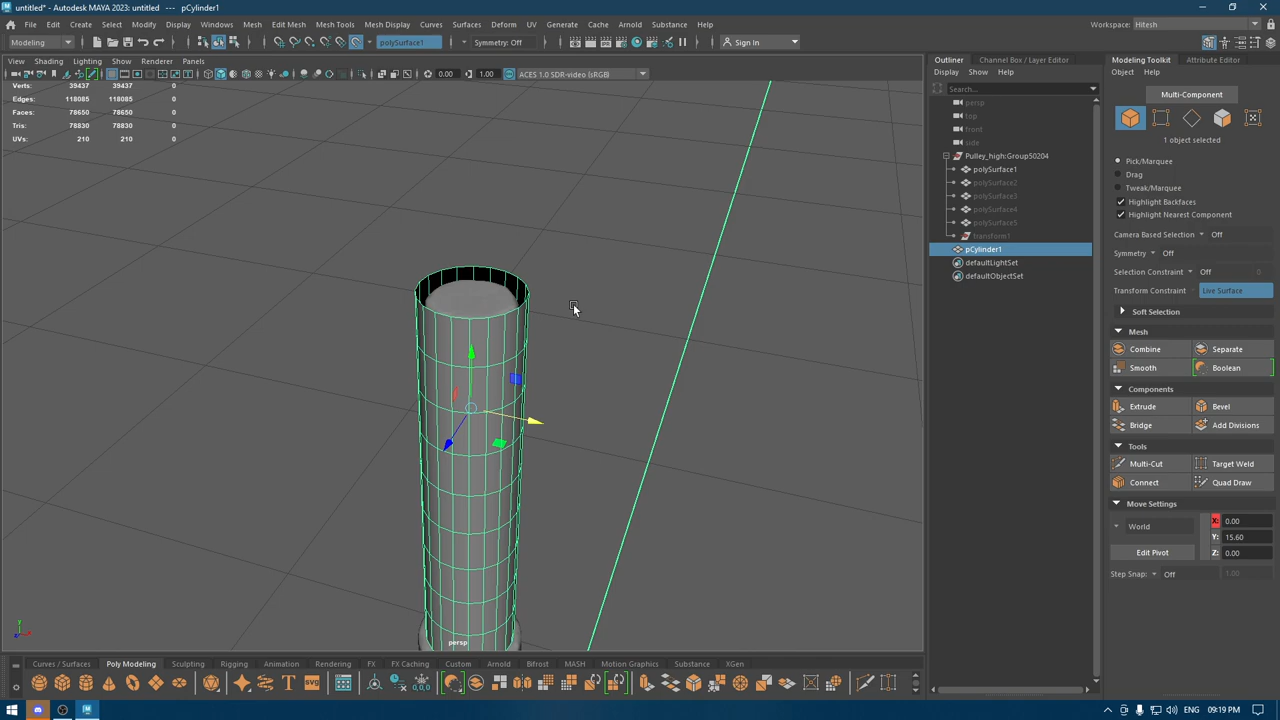 untitled* - Autodesk MAYA 2023: untitled --- pCylinder1
File Edit Create Select Modify Display Windows Mesh Edit Mesh Mesh Tools Mesh Display Curves Surfaces Deform UV Generate Cache Arnold Substance Help
Workspace: Hitesh
Modeling polySurface1 Symmetry: Off Sign In
View Shading Lighting Show Renderer Panels
0.00 1.00 ACES 1.0 SDR-video (sRGB)
Verts: 39437 39437 0
Edges: 118085 118085 0
Faces: 78650 78650 0
Tris: 78830 78830 0
UVs: 210 210 0
persp
Outliner Channel Box / Layer Editor
Display Show Help
Search...
persp
top
front
side
Pulley_high:Group50204
polySurface1
polySurface2
polySurface3
polySurface4
polySurface5
transform1
pCylinder1
defaultLightSet
defaultObjectSet
Modeling Toolkit Attribute Editor
Object Help
Multi-Component
1 object selected
Pick/Marquee
Drag
Tweak/Marquee
Highlight Backfaces
Highlight Nearest Component
Camera Based Selection Off
Symmetry Off
Selection Constraint Off 0
Transform Constraint Live Surface
Soft Selection
Mesh
Combine Separate
Smooth Boolean
Components
Extrude Bevel
Bridge Add Divisions
Tools
Multi-Cut Target Weld
Connect Quad Draw
Move Settings
World
X: 0.00
Y: 15.60
Edit Pivot
Z: 0.00
Step Snap: Off 1.00
Curves / Surfaces Poly Modeling Sculpting Rigging Animation Rendering FX FX Caching Custom Arnold Bifrost MASH Motion Graphics Substance XGen
ENG 09:19 PM